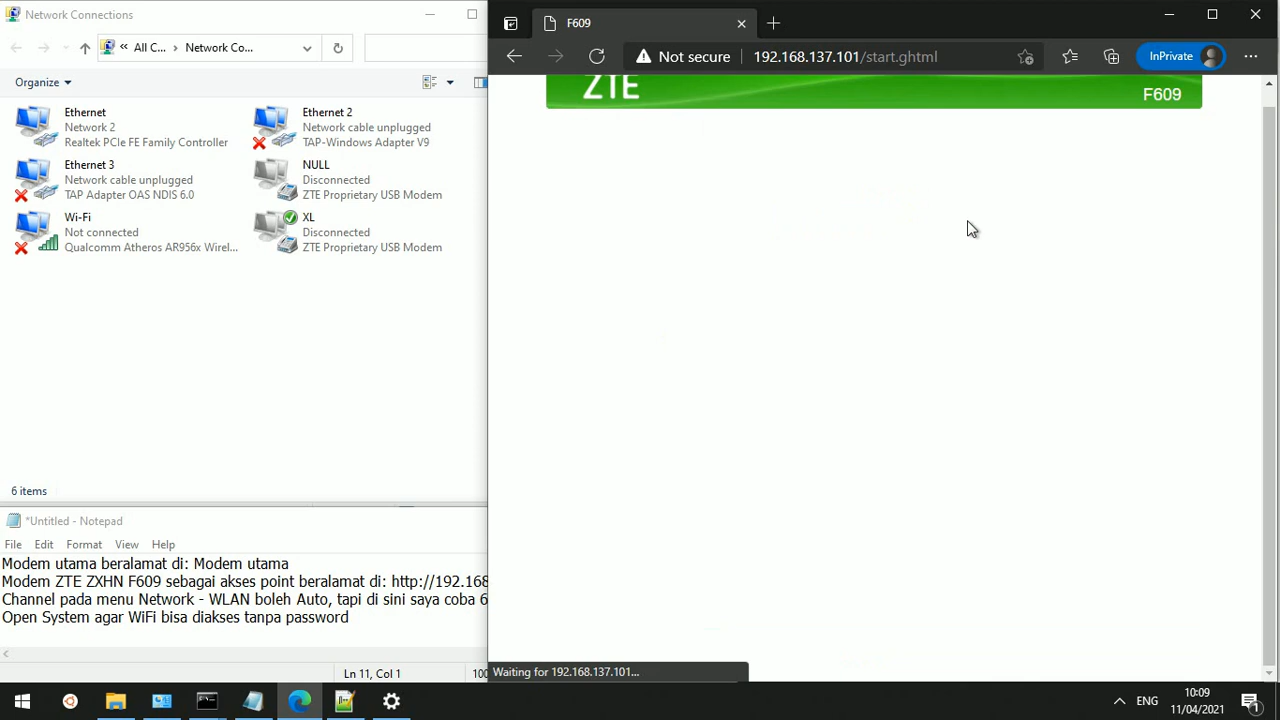 Network Connections
« All C... › Network Co...
Organize
Ethernet
Network 2
Realtek PCIe FE Family Controller
Ethernet 2
Network cable unplugged
TAP-Windows Adapter V9
Ethernet 3
Network cable unplugged
TAP Adapter OAS NDIS 6.0
NULL
Disconnected
ZTE Proprietary USB Modem
Wi-Fi
Not connected
Qualcomm Atheros AR956x Wirel...
XL
Disconnected
ZTE Proprietary USB Modem
6 items
*Untitled - Notepad
File Edit Format View Help
Modem utama beralamat di: Modem utama
Modem ZTE ZXHN F609 sebagai akses point beralamat di: http://192.168
Channel pada menu Network - WLAN boleh Auto, tapi di sini saya coba 6
Open System agar WiFi bisa diakses tanpa password
Ln 11, Col 1
100
F609
Not secure 192.168.137.101/start.ghtml
InPrivate
ZTE
F609
Waiting for 192.168.137.101...
ENG
10:09
11/04/2021
1